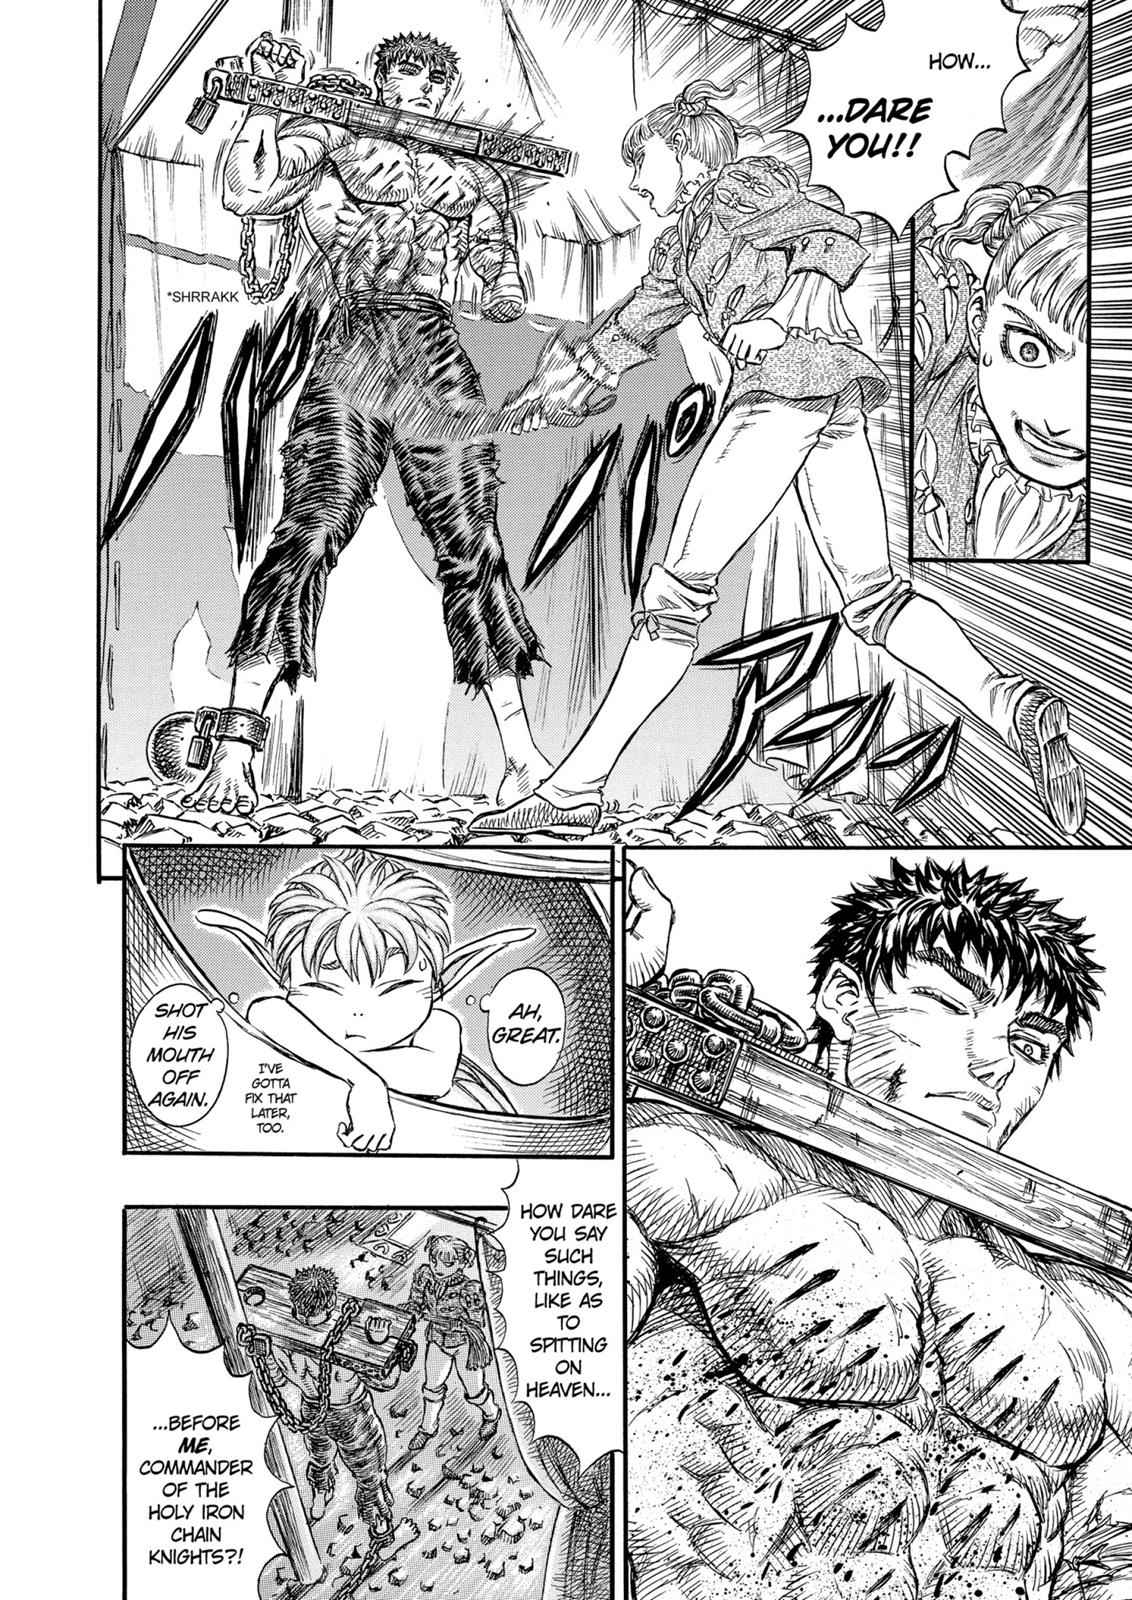 HOW...
...DARE
YOU!!
*SHRRAKK
AH,
GREAT.
SHOT
HIS
MOUTH
OFF
AGAIN.
I'VE
GOTTA
FIX THAT
LATER,
TOO.
HOW DARE
YOU SAY
SUCH
THINGS,
LIKE AS
TO
SPITTING
ON
HEAVEN...
...BEFORE
ME,
COMMANDER
OF THE
HOLY IRON
CHAIN
KNIGHTS?!